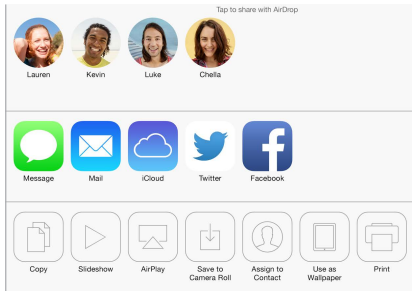 Tap to share with AirDrop
Lauren Kevin Luke Chella
Message Mail iCloud Twitter Facebook
Copy Slideshow AirPlay Save to Assign to Use as Print
Camera Roll Contact Wallpaper